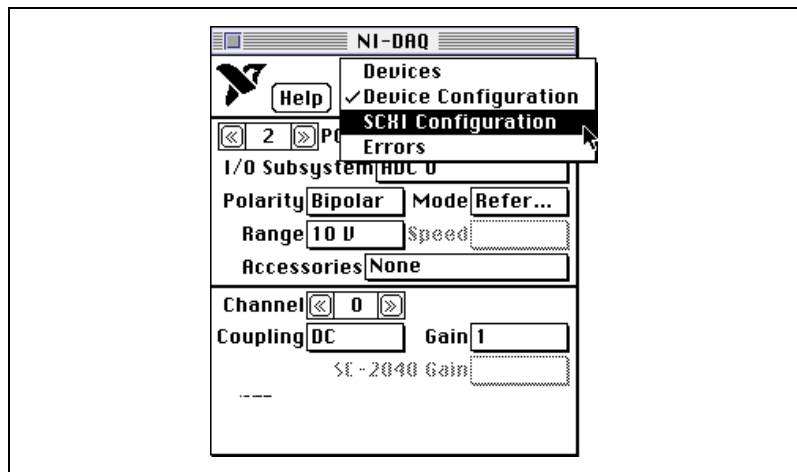 NI-DAQ
Help
Devices
✓Device Configuration
SCXI Configuration
Errors
2
I/O Subsystem
Polarity Bipolar Mode Refer...
Range 10 V Speed
Accessories None
Channel 0
Coupling DC Gain 1
SC-2040 Gain